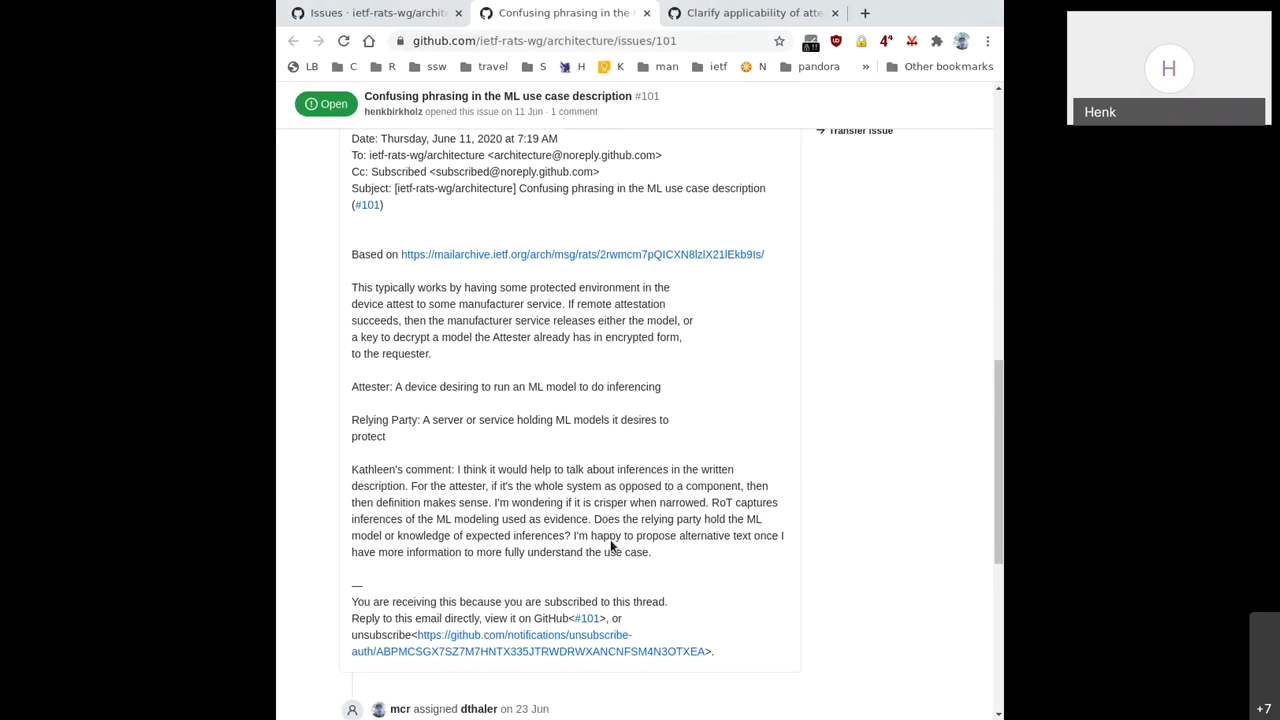 Issues · ietf-rats-wg/archite
Confusing phrasing in the
Clarify applicability of atte
github.com/ietf-rats-wg/architecture/issues/101
LB
C
R
ssw
travel
S
H
K
man
ietf
N
pandora
»
Other bookmarks
Open
Confusing phrasing in the ML use case description #101
henkbirkholz opened this issue on 11 Jun · 1 comment
Transfer issue
Date: Thursday, June 11, 2020 at 7:19 AM
To: ietf-rats-wg/architecture <architecture@noreply.github.com>
Cc: Subscribed <subscribed@noreply.github.com>
Subject: [ietf-rats-wg/architecture] Confusing phrasing in the ML use case description
(#101)
Based on https://mailarchive.ietf.org/arch/msg/rats/2rwmcm7pQICXN8lzlX21lEkb9Is/
This typically works by having some protected environment in the
device attest to some manufacturer service. If remote attestation
succeeds, then the manufacturer service releases either the model, or
a key to decrypt a model the Attester already has in encrypted form,
to the requester.
Attester: A device desiring to run an ML model to do inferencing
Relying Party: A server or service holding ML models it desires to
protect
Kathleen's comment: I think it would help to talk about inferences in the written
description. For the attester, if it's the whole system as opposed to a component, then
then definition makes sense. I'm wondering if it is crisper when narrowed. RoT captures
inferences of the ML modeling used as evidence. Does the relying party hold the ML
model or knowledge of expected inferences? I'm happy to propose alternative text once I
have more information to more fully understand the use case.
—
You are receiving this because you are subscribed to this thread.
Reply to this email directly, view it on GitHub<#101>, or
unsubscribe<https://github.com/notifications/unsubscribe-
auth/ABPMCSGX7SZ7M7HNTX335JTRWDRWXANCNFSM4N3OTXEA>.
mcr assigned dthaler on 23 Jun
H
Henk
+7